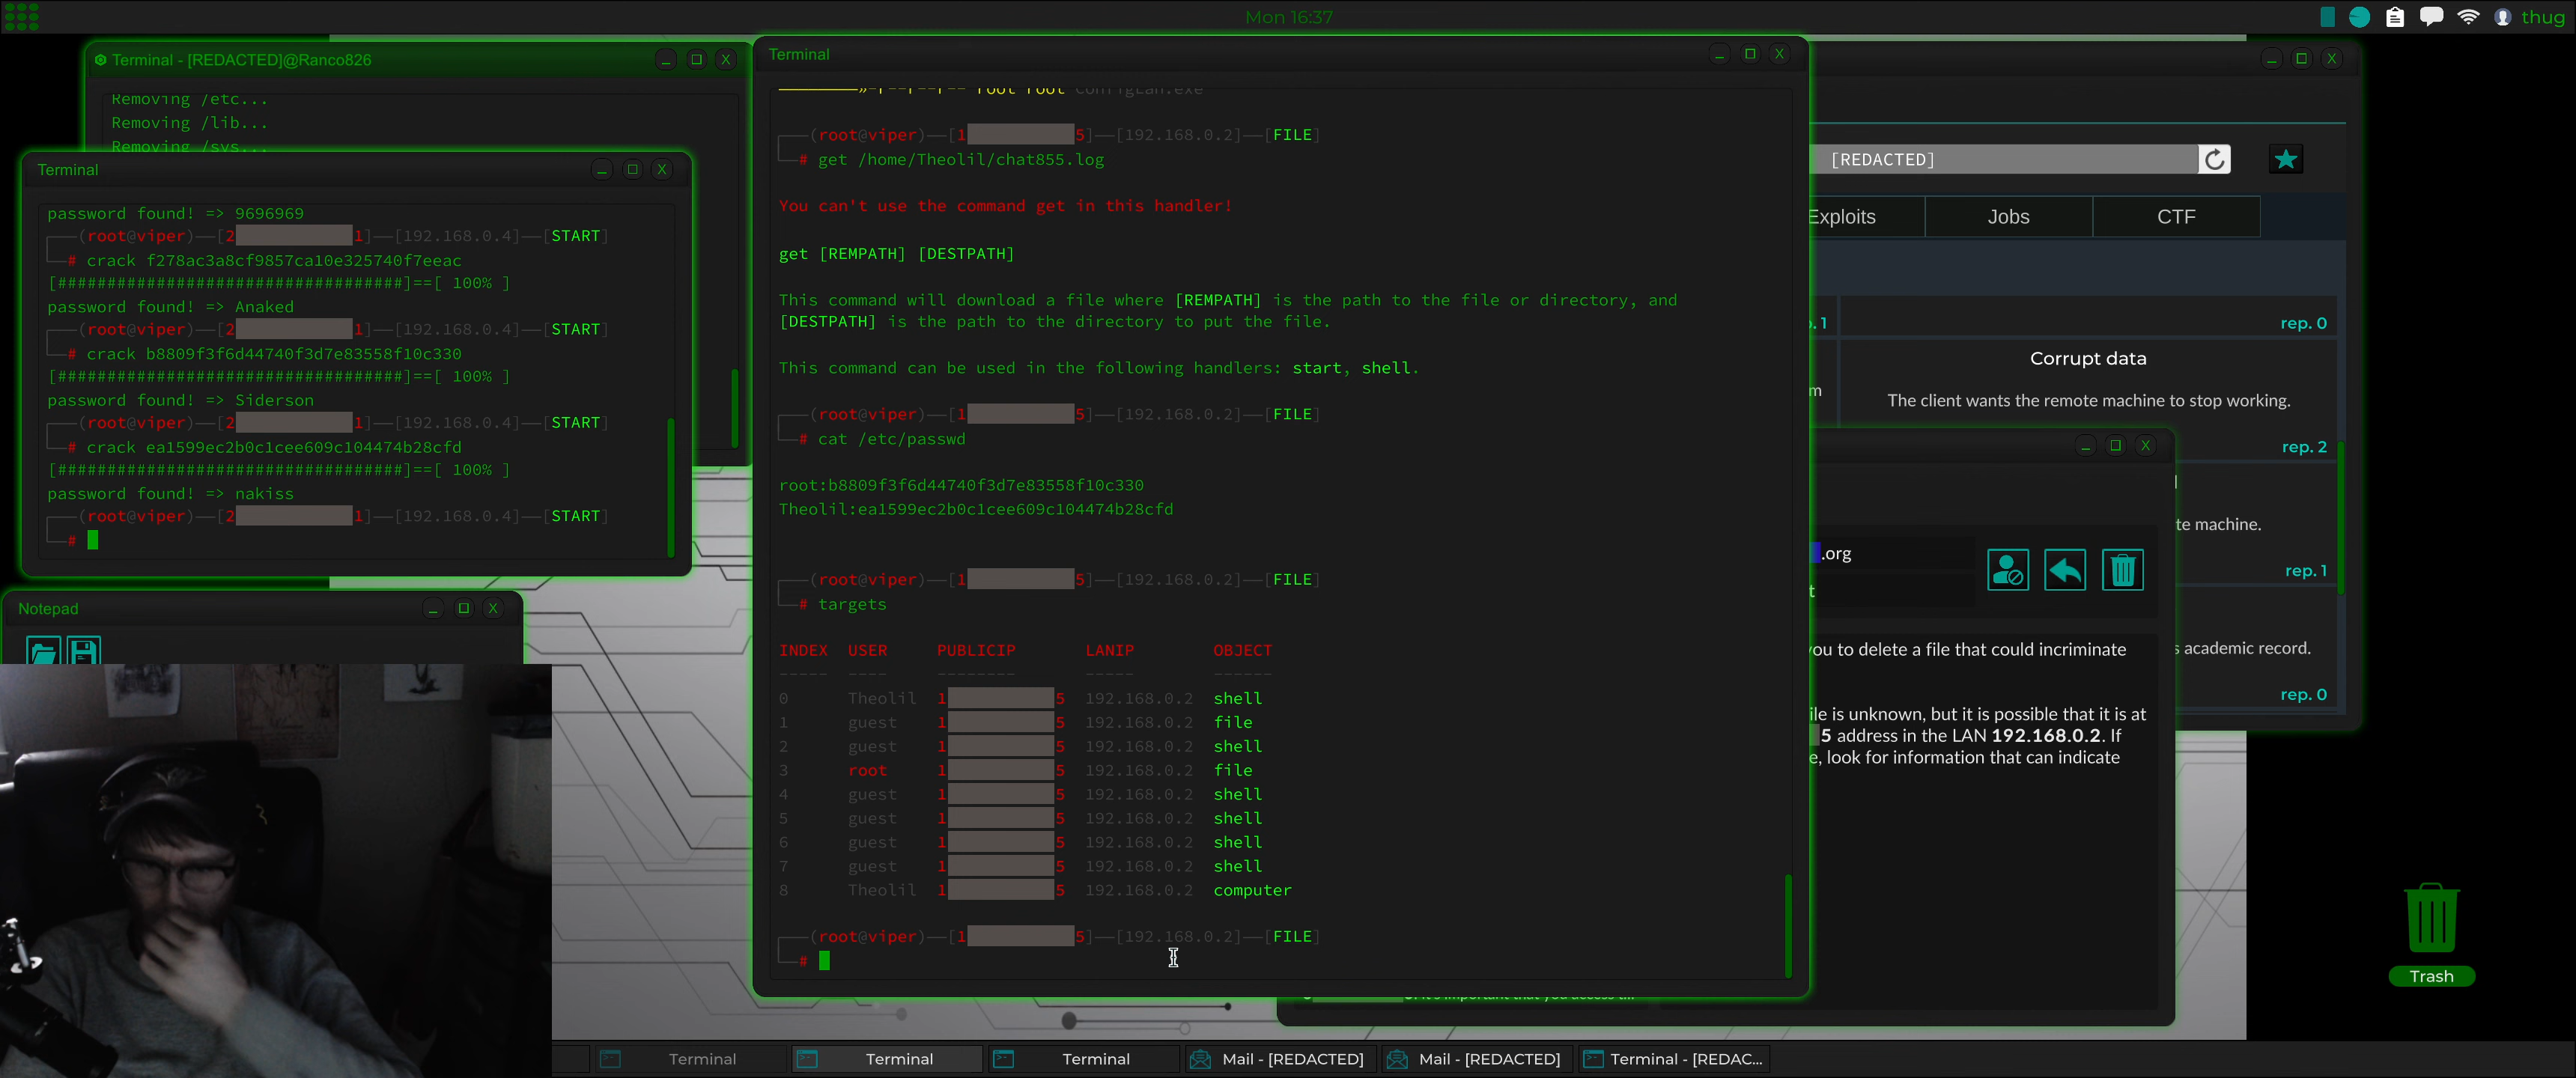 Mon 16:37
thug
Terminal - [REDACTED]@Ranco826
Removing /etc...
Removing /lib...
Removing /sys...
Terminal
password found! => 9696969
(root@viper)—[2 1]—[192.168.0.4]—[START]
# crack f278ac3a8cf9857ca10e325740f7eeac
[###################################]==[ 100% ]
password found! => Anaked
(root@viper)—[2 1]—[192.168.0.4]—[START]
# crack b8809f3f6d44740f3d7e83558f10c330
[###################################]==[ 100% ]
password found! => Siderson
(root@viper)—[2 1]—[192.168.0.4]—[START]
# crack ea1599ec2b0c1cee609c104474b28cfd
[###################################]==[ 100% ]
password found! => nakiss
(root@viper)—[2 1]—[192.168.0.4]—[START]
#
Notepad
Terminal
root root ConfigLan.exe
(root@viper)—[1 5]—[192.168.0.2]—[FILE]
# get /home/Theolil/chat855.log
You can't use the command get in this handler!
get [REMPATH] [DESTPATH]
This command will download a file where [REMPATH] is the path to the file or directory, and
[DESTPATH] is the path to the directory to put the file.
This command can be used in the following handlers: start, shell.
(root@viper)—[1 5]—[192.168.0.2]—[FILE]
# cat /etc/passwd
root:b8809f3f6d44740f3d7e83558f10c330
Theolil:ea1599ec2b0c1cee609c104474b28cfd
(root@viper)—[1 5]—[192.168.0.2]—[FILE]
# targets
INDEX USER PUBLICIP LANIP OBJECT
----- ---- -------- ----- ------
0 Theolil 1 5 192.168.0.2 shell
1 guest 1 5 192.168.0.2 file
2 guest 1 5 192.168.0.2 shell
3 root 1 5 192.168.0.2 file
4 guest 1 5 192.168.0.2 shell
5 guest 1 5 192.168.0.2 shell
6 guest 1 5 192.168.0.2 shell
7 guest 1 5 192.168.0.2 shell
8 Theolil 1 5 192.168.0.2 computer
(root@viper)—[1 5]—[192.168.0.2]—[FILE]
#
[REDACTED]
Exploits Jobs CTF
rep. 0
Corrupt data
The client wants the remote machine to stop working.
rep. 2
te machine.
rep. 1
s academic record.
rep. 0
.org
you to delete a file that could incriminate
ile is unknown, but it is possible that it is at
5 address in the LAN 192.168.0.2. If
e, look for information that can indicate
Trash
Terminal
Terminal
Terminal
Mail - [REDACTED]
Mail - [REDACTED]
Terminal - [REDAC...